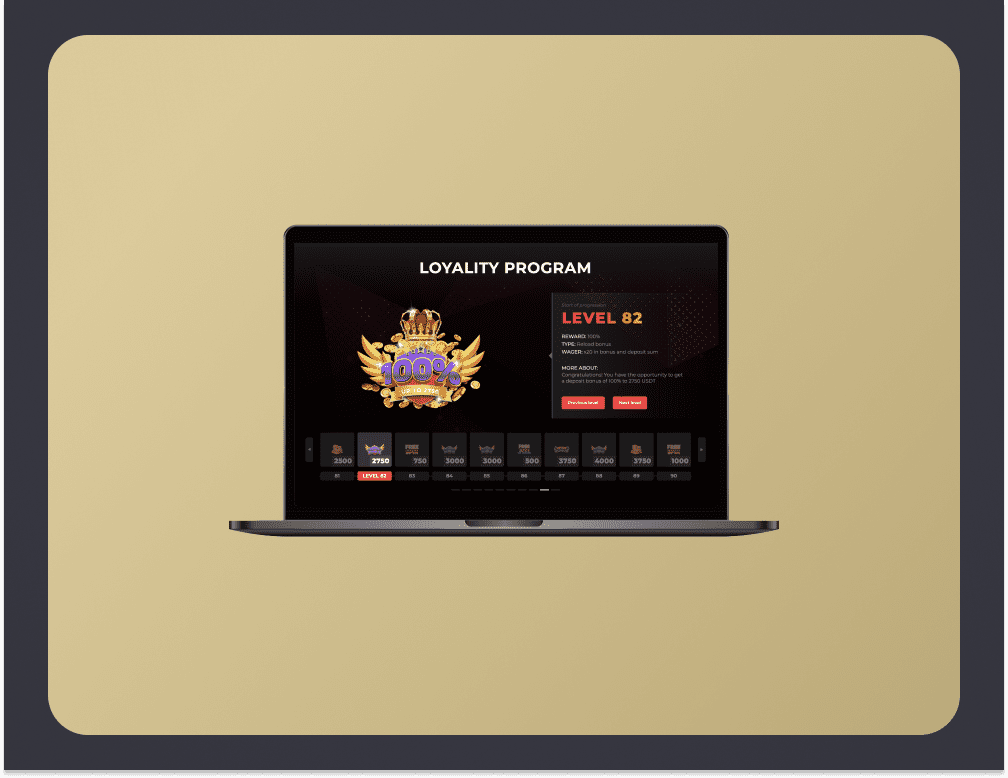 LOYALITY PROGRAM
100%
UP TO 2750
LEVEL 82
REWARD: 100%
TYPE: Reload bonus
WAGER: x20 in bonus and deposit sum
MORE ABOUT:
Congratulations! You have the opportunity to get
a deposit bonus of 100% to 2750 USDT
Previous level Next level
2500 2750 750 3000 3000 500 3750 4000 3750 1000
81 LEVEL 82 83 84 85 86 87 88 89 90